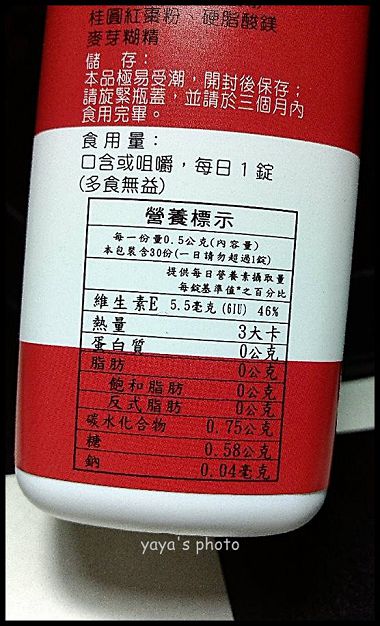 桂圓紅棗粉、硬脂酸鎂
麥芽糊精
儲 存：
本品極易受潮，開封後保存：
請旋緊瓶蓋，並請於三個月內
食用完畢。
食用量：
口含或咀嚼，每日1錠
(多食無益)
營養標示
每一份量0.5公克(內容量)
本包裝含30份(一日請勿超過1錠)
提供每日營養素攝取量
每錠基準值*之百分比
維生素E 5.5毫克(6IU) 46%
熱量 3大卡
蛋白質 0公克
脂肪 0公克
飽和脂肪 0公克
反式脂肪 0公克
碳水化合物 0.75公克
糖 0.58公克
鈉 0.04毫克
yaya's photo